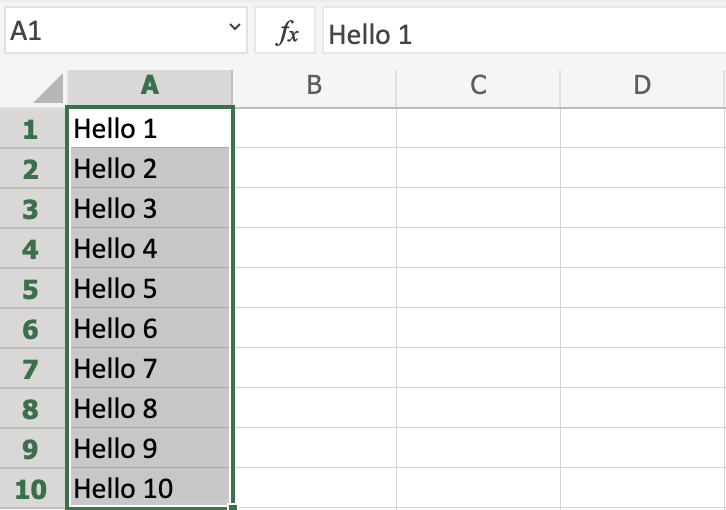 A1 fx Hello 1
A B C D
1 Hello 1
2 Hello 2
3 Hello 3
4 Hello 4
5 Hello 5
6 Hello 6
7 Hello 7
8 Hello 8
9 Hello 9
10 Hello 10